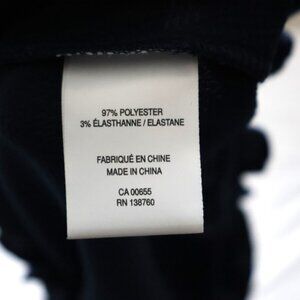 97% POLYESTER
3% ÉLASTHANNE / ELASTANE
FABRIQUÉ EN CHINE
MADE IN CHINA
CA 00655
RN 138760